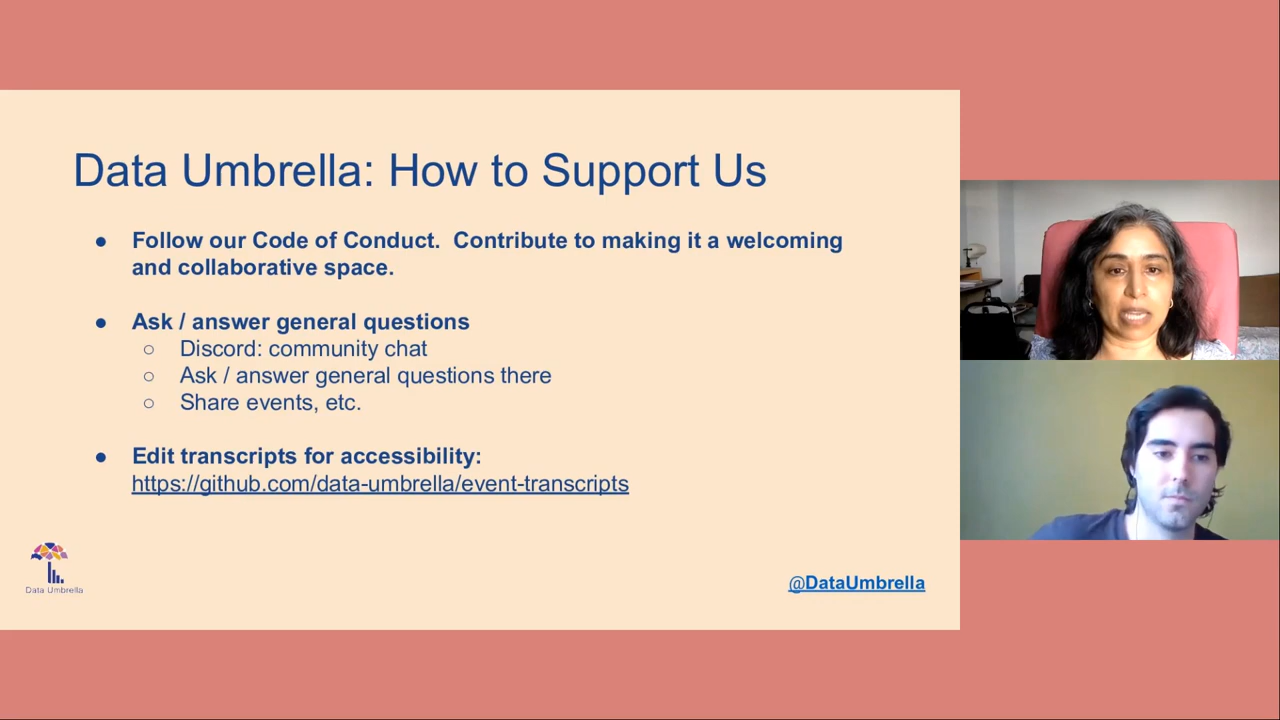 Data Umbrella: How to Support Us
● Follow our Code of Conduct.  Contribute to making it a welcoming
and collaborative space.
● Ask / answer general questions
○ Discord: community chat
○ Ask / answer general questions there
○ Share events, etc.
● Edit transcripts for accessibility:
https://github.com/data-umbrella/event-transcripts
Data Umbrella
@DataUmbrella